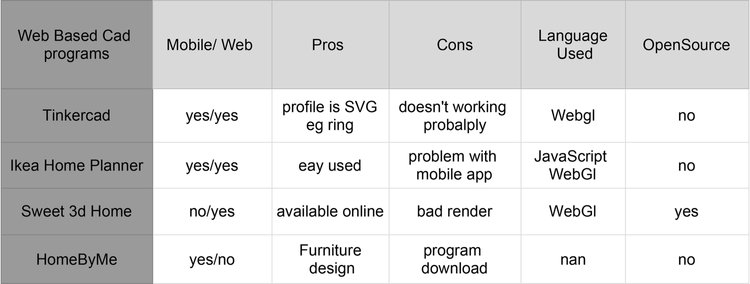 Web Based Cad programs Mobile/ Web Pros Cons Language Used OpenSource
Tinkercad yes/yes profile is SVG eg ring doesn't working probalply Webgl no
Ikea Home Planner yes/yes eay used problem with mobile app JavaScript WebGl no
Sweet 3d Home no/yes available online bad render WebGl yes
HomeByMe yes/no Furniture design program download nan no